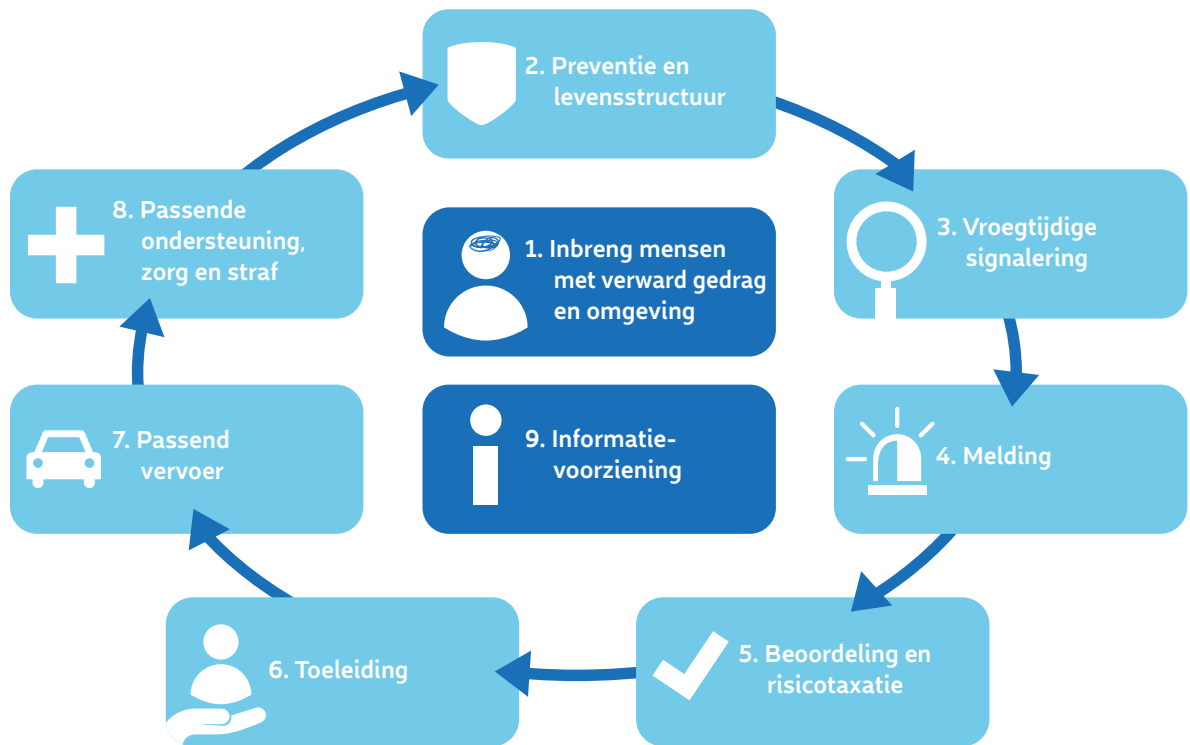 2. Preventie en
levensstructuur
8. Passende
ondersteuning,
zorg en straf
1. Inbreng mensen
met verward gedrag
en omgeving
3. Vroegtijdige
signalering
7. Passend
vervoer
9. Informatie-
voorziening
4. Melding
6. Toeleiding
5. Beoordeling en
risicotaxatie